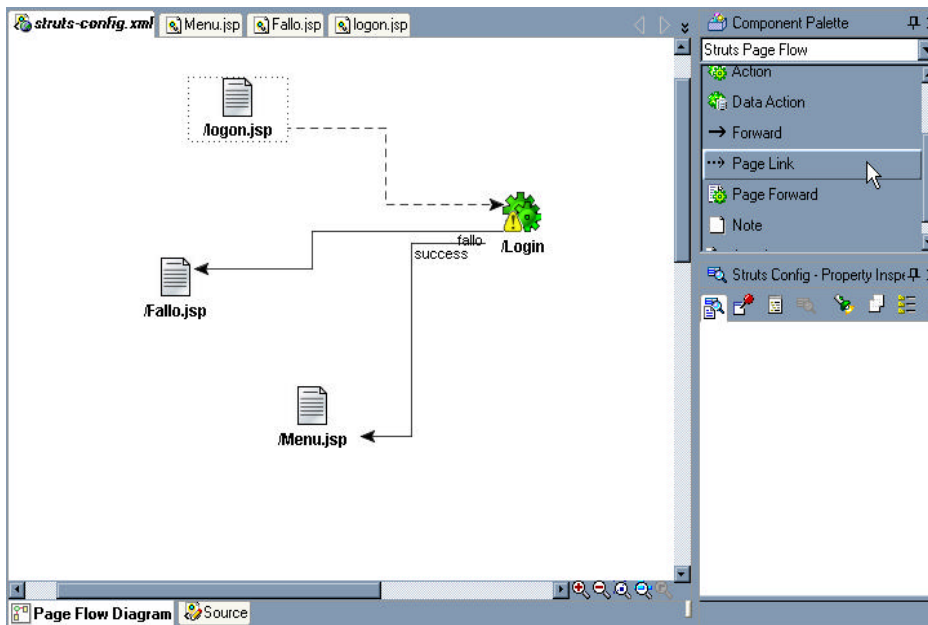 struts-config.xml Menu.jsp Fallo.jsp logon.jsp
Component Palette
Struts Page Flow
Action
Data Action
Forward
Page Link
Page Forward
Note
/logon.jsp
/Login
fallo
success
/Fallo.jsp
/Menu.jsp
Struts Config - Property Inspe
Page Flow Diagram Source